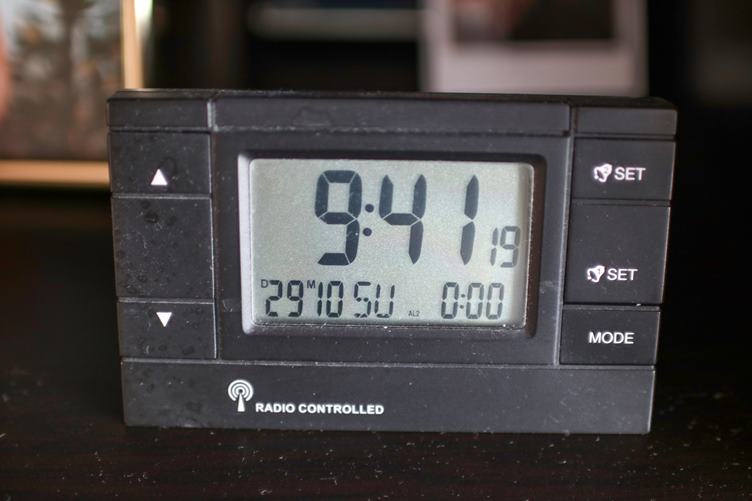 ▲
SET
9:41 19
D 29 M 10 SU AL2 0:00
SET
▼
MODE
RADIO CONTROLLED